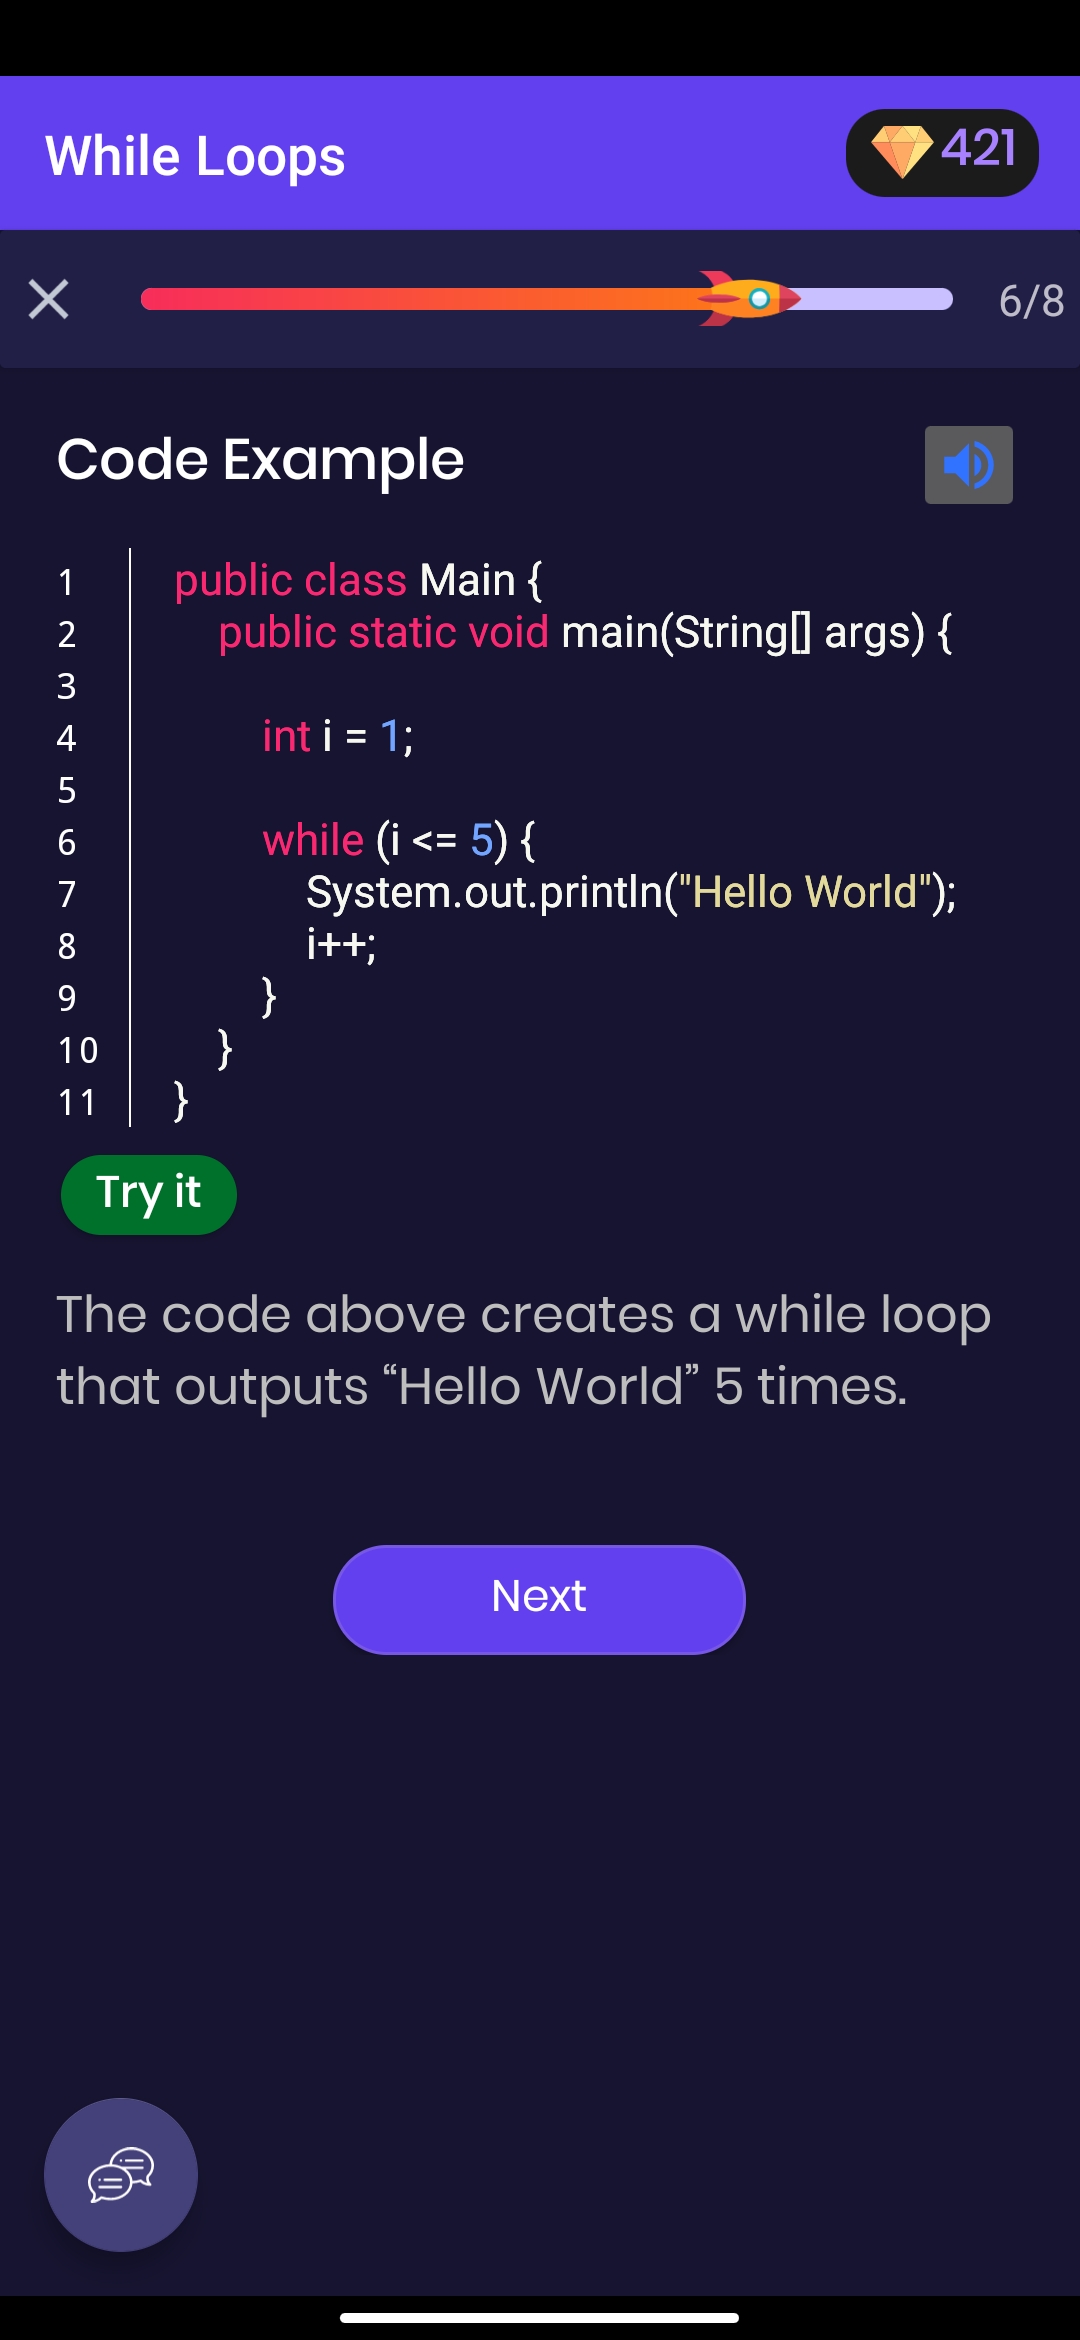 While Loops
421
6/8
Code Example
1 public class Main {
2 public static void main(String[] args) {
3
4 int i = 1;
5
6 while (i <= 5) {
7 System.out.println("Hello World");
8 i++;
9 }
10 }
11 }
Try it
The code above creates a while loop
that outputs “Hello World” 5 times.
Next